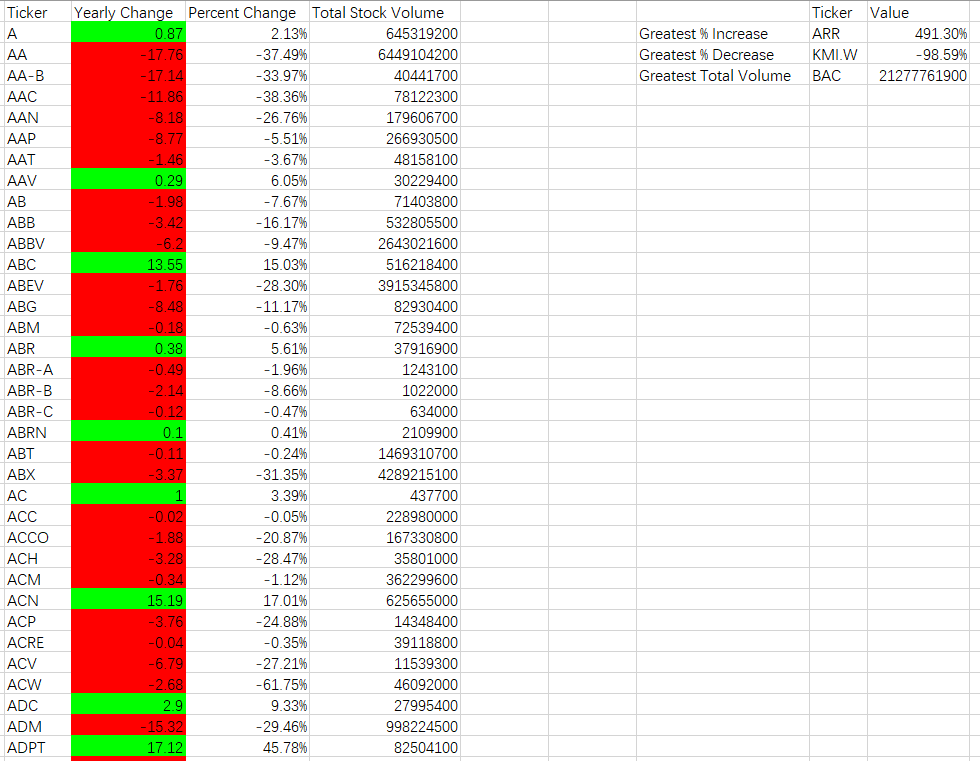 Ticker Yearly Change Percent Change Total Stock Volume Ticker Value
A 0.87 2.13% 645319200 Greatest % Increase ARR 491.30%
AA -17.76 -37.49% 6449104200 Greatest % Decrease KMI.W -98.59%
AA-B -17.14 -33.97% 40441700 Greatest Total Volume BAC 21277761900
AAC -11.86 -38.36% 78122300
AAN -8.18 -26.76% 179606700
AAP -8.77 -5.51% 266930500
AAT -1.46 -3.67% 48158100
AAV 0.29 6.05% 30229400
AB -1.98 -7.67% 71403800
ABB -3.42 -16.17% 532805500
ABBV -6.2 -9.47% 2643021600
ABC 13.55 15.03% 516218400
ABEV -1.76 -28.30% 3915345800
ABG -8.48 -11.17% 82930400
ABM -0.18 -0.63% 72539400
ABR 0.38 5.61% 37916900
ABR-A -0.49 -1.96% 1243100
ABR-B -2.14 -8.66% 1022000
ABR-C -0.12 -0.47% 634000
ABRN 0.1 0.41% 2109900
ABT -0.11 -0.24% 1469310700
ABX -3.37 -31.35% 4289215100
AC 1 3.39% 437700
ACC -0.02 -0.05% 228980000
ACCO -1.88 -20.87% 167330800
ACH -3.28 -28.47% 35801000
ACM -0.34 -1.12% 362299600
ACN 15.19 17.01% 625655000
ACP -3.76 -24.88% 14348400
ACRE -0.04 -0.35% 39118800
ACV -6.79 -27.21% 11539300
ACW -2.68 -61.75% 46092000
ADC 2.9 9.33% 27995400
ADM -15.32 -29.46% 998224500
ADPT 17.12 45.78% 82504100